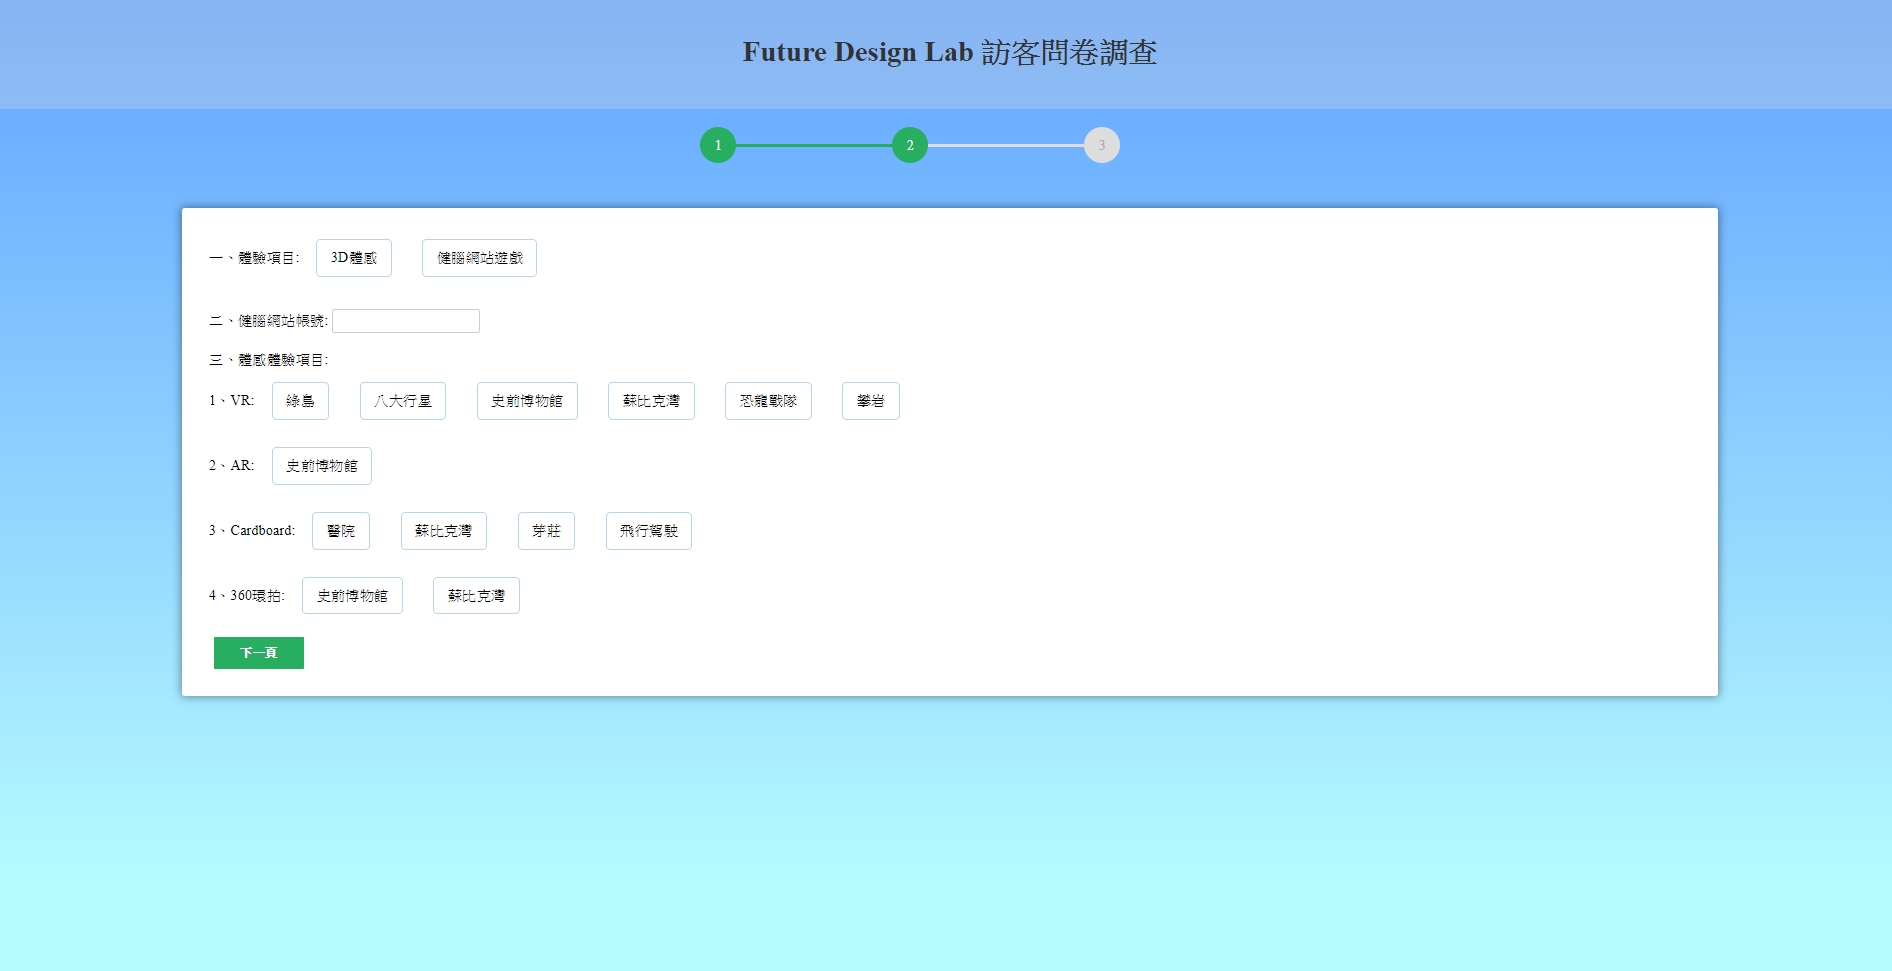 Future Design Lab 訪客問卷調查
1 2 3
一、體驗項目: 3D體感 健腦網站遊戲
二、健腦網站帳號:
三、體感體驗項目:
1、VR: 綠島 八大行星 史前博物館 蘇比克灣 恐龍戰隊 攀岩
2、AR: 史前博物館
3、Cardboard: 醫院 蘇比克灣 芽莊 飛行駕駛
4、360環拍: 史前博物館 蘇比克灣
下一頁